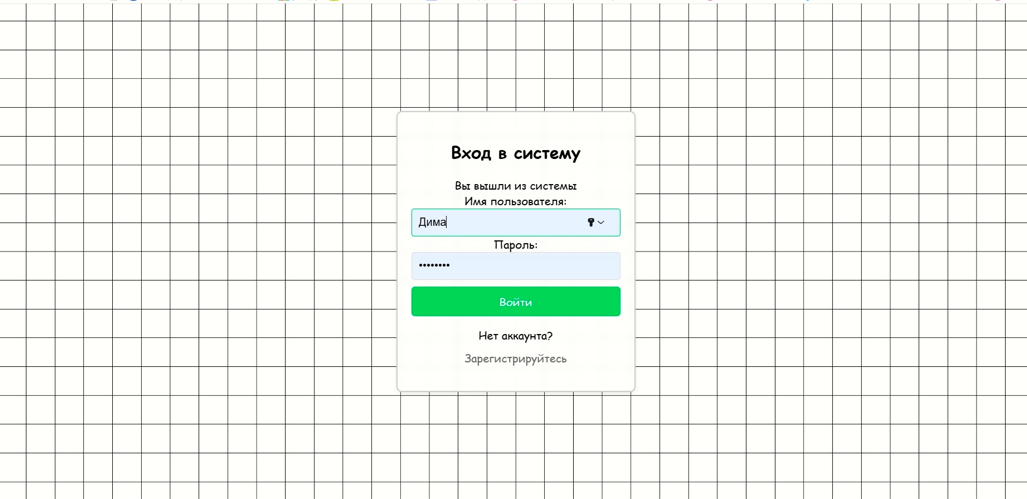 Вход в систему
Вы вышли из системы
Имя пользователя:
Дима
Пароль:
••••••••
Войти
Нет аккаунта?
Зарегистрируйтесь